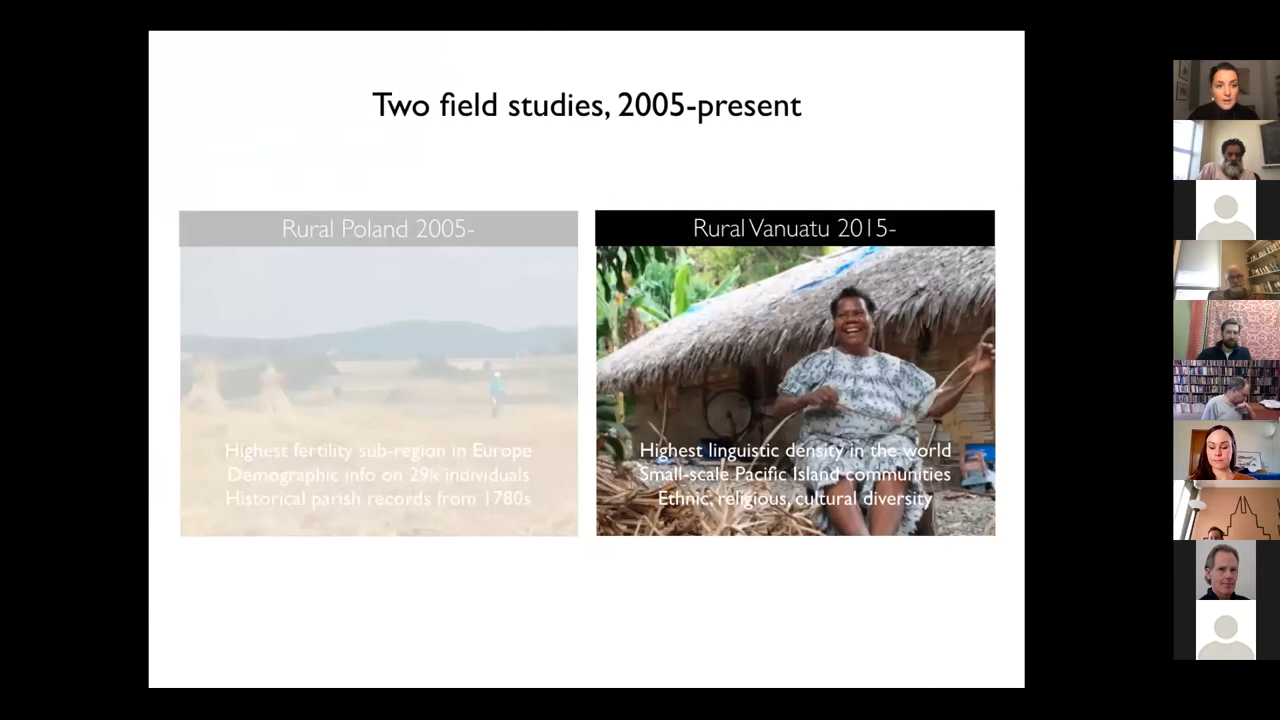 Two field studies, 2005-present
Rural Poland 2005-
Highest fertility sub-region in Europe
Demographic info on 29k individuals
Historical parish records from 1780s
Rural Vanuatu 2015-
Highest linguistic density in the world
Small-scale Pacific Island communities
Ethnic, religious, cultural diversity